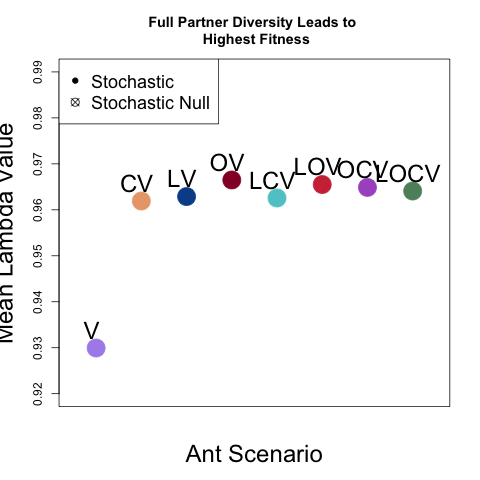 Full Partner Diversity Leads to
Highest Fitness
Stochastic
Stochastic Null
Mean Lambda Value
0.99
0.98
0.97
0.96
0.95
0.94
0.93
0.92
V
CV
LV
OV
LCV
LOV
OCV
LOCV
Ant Scenario